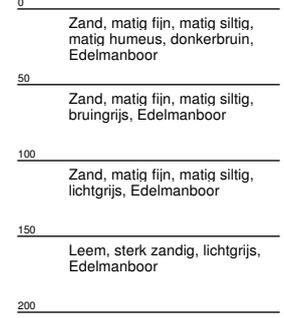 0
Zand, matig fijn, matig siltig,
matig humeus, donkerbruin,
Edelmanboor
50
Zand, matig fijn, matig siltig,
bruingrijs, Edelmanboor
100
Zand, matig fijn, matig siltig,
lichtgrijs, Edelmanboor
150
Leem, sterk zandig, lichtgrijs,
Edelmanboor
200